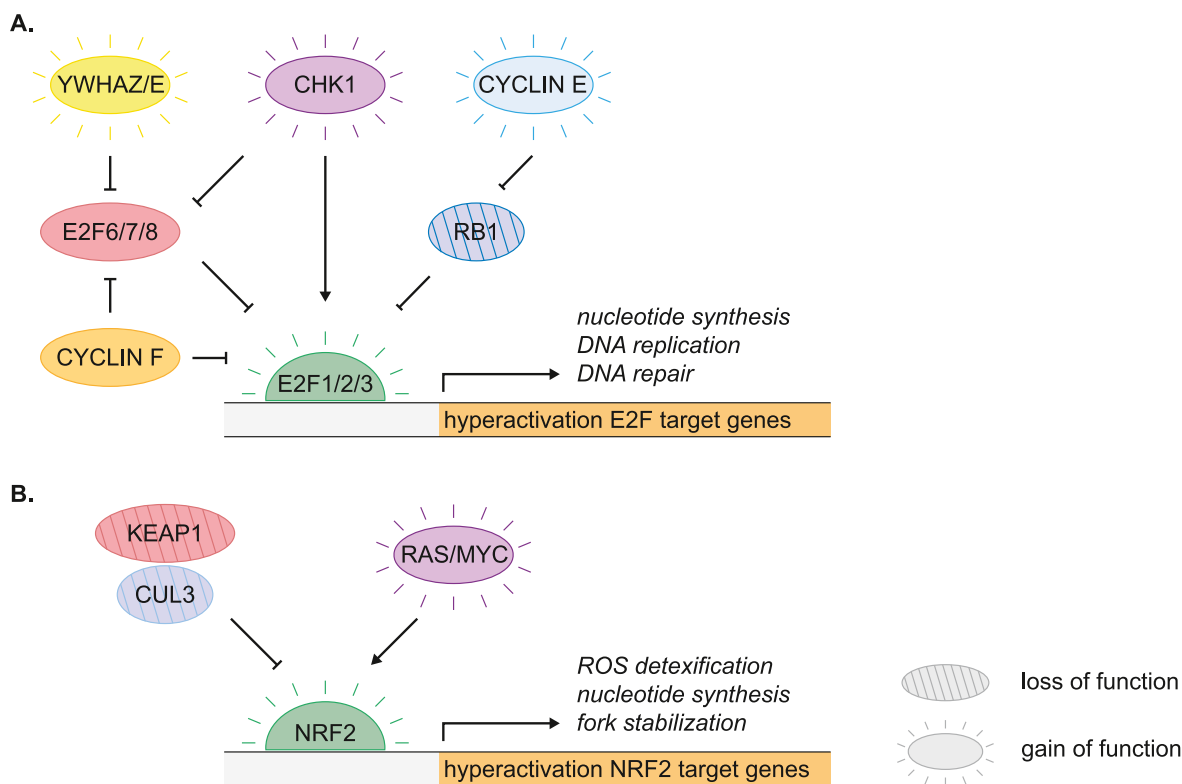 A.
YWHAZ/E
CHK1
CYCLIN E
E2F6/7/8
RB1
CYCLIN F
E2F1/2/3
nucleotide synthesis
DNA replication
DNA repair
hyperactivation E2F target genes
B.
KEAP1
CUL3
RAS/MYC
NRF2
ROS detexification
nucleotide synthesis
fork stabilization
hyperactivation NRF2 target genes
loss of function
gain of function